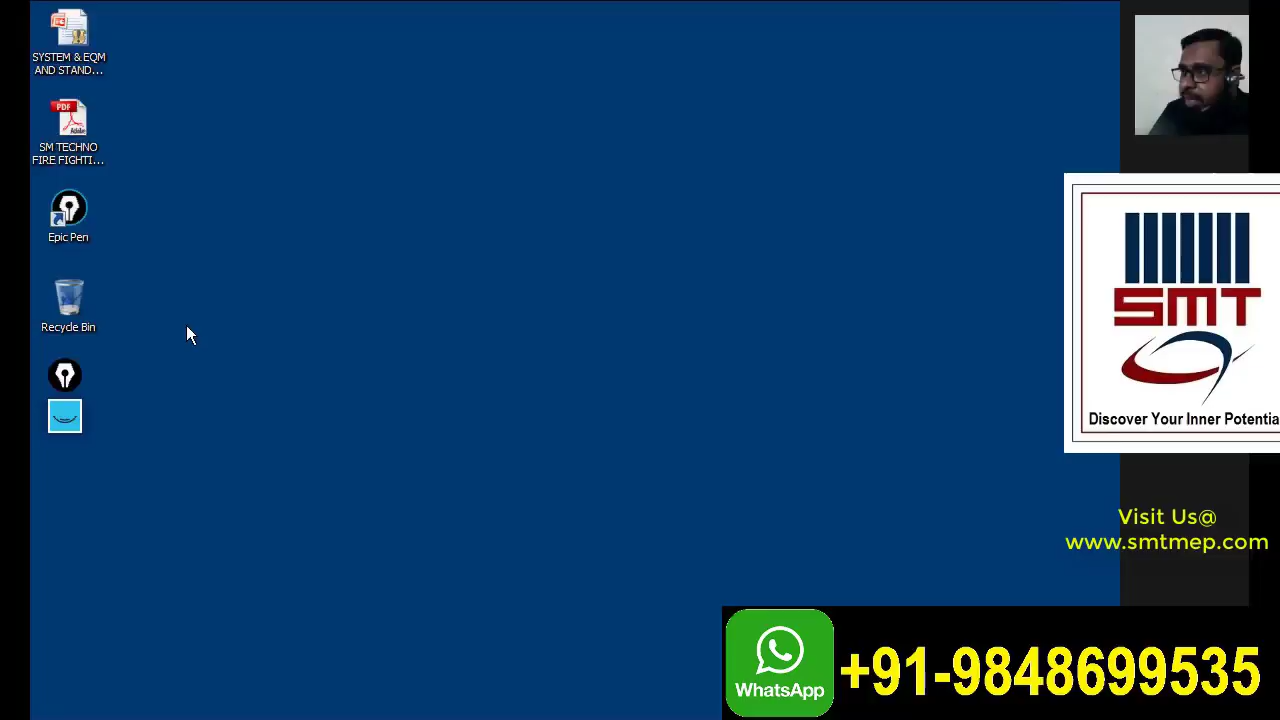 SYSTEM & EQM
AND STAND...
PDF
Adobe
SM TECHNO
FIRE FIGHTI...
Epic Pen
Recycle Bin
SMT
Discover Your Inner Potentia
Visit Us@
www.smtmep.com
WhatsApp
+91-9848699535